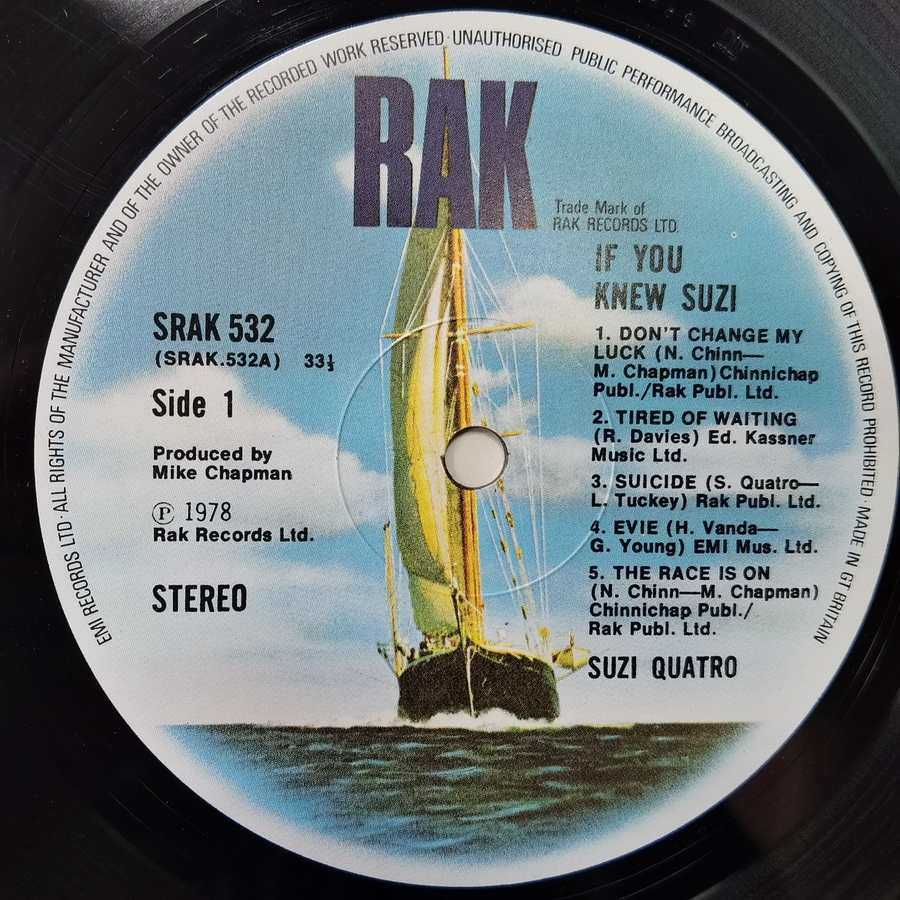 EMI RECORDS LTD · ALL RIGHTS OF THE MANUFACTURER AND OF THE OWNER OF THE RECORDED WORK RESERVED · UNAUTHORISED PUBLIC PERFORMANCE BROADCASTING AND COPYING OF THIS RECORD PROHIBITED · MADE IN GT BRITAIN
RAK
Trade Mark of
RAK RECORDS LTD.
IF YOU
KNEW SUZI
SRAK 532
(SRAK.532A) 33⅓
Side 1
Produced by
Mike Chapman
Ⓟ 1978
Rak Records Ltd.
STEREO
1. DON'T CHANGE MY
LUCK (N. Chinn—
M. Chapman) Chinnichap
Publ./Rak Publ. Ltd.
2. TIRED OF WAITING
(R. Davies) Ed. Kassner
Music Ltd.
3. SUICIDE (S. Quatro—
L. Tuckey) Rak Publ. Ltd.
4. EVIE (H. Vanda—
G. Young) EMI Mus. Ltd.
5. THE RACE IS ON
(N. Chinn—M. Chapman)
Chinnichap Publ./
Rak Publ. Ltd.
SUZI QUATRO